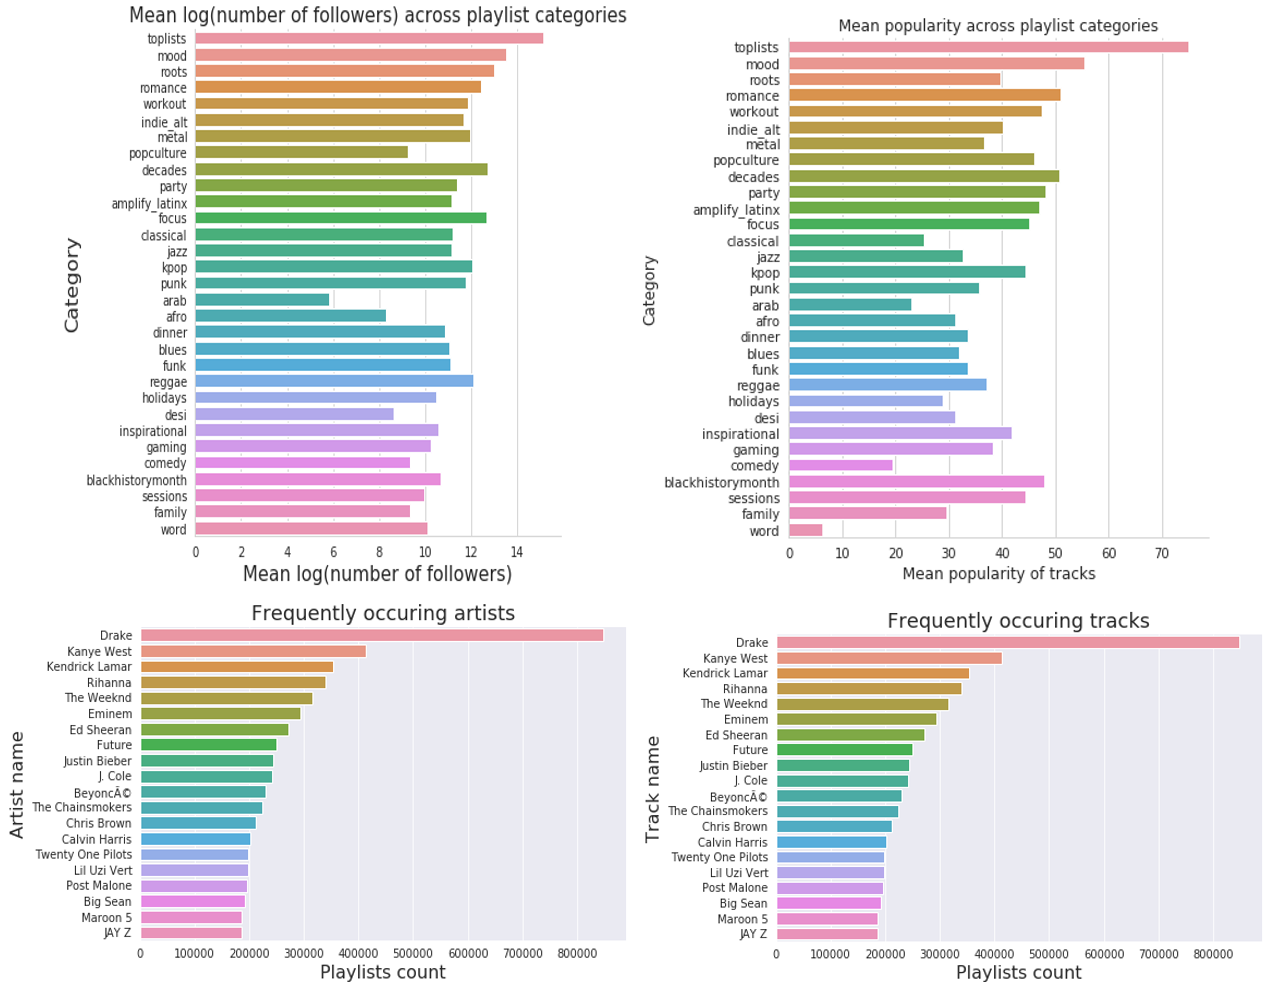 Mean log(number of followers) across playlist categories
toplists
mood
roots
romance
workout
indie_alt
metal
popculture
decades
party
amplify_latinx
focus
classical
jazz
kpop
punk
arab
afro
dinner
blues
funk
reggae
holidays
desi
inspirational
gaming
comedy
blackhistorymonth
sessions
family
word
Category
0 2 4 6 8 10 12 14
Mean log(number of followers)
Mean popularity across playlist categories
toplists
mood
roots
romance
workout
indie_alt
metal
popculture
decades
party
amplify_latinx
focus
classical
jazz
kpop
punk
arab
afro
dinner
blues
funk
reggae
holidays
desi
inspirational
gaming
comedy
blackhistorymonth
sessions
family
word
Category
0 10 20 30 40 50 60 70
Mean popularity of tracks
Frequently occuring artists
Drake
Kanye West
Kendrick Lamar
Rihanna
The Weeknd
Eminem
Ed Sheeran
Future
Justin Bieber
J. Cole
BeyoncÃ©
The Chainsmokers
Chris Brown
Calvin Harris
Twenty One Pilots
Lil Uzi Vert
Post Malone
Big Sean
Maroon 5
JAY Z
Artist name
0 100000 200000 300000 400000 500000 600000 700000 800000
Playlists count
Frequently occuring tracks
Drake
Kanye West
Kendrick Lamar
Rihanna
The Weeknd
Eminem
Ed Sheeran
Future
Justin Bieber
J. Cole
BeyoncÃ©
The Chainsmokers
Chris Brown
Calvin Harris
Twenty One Pilots
Lil Uzi Vert
Post Malone
Big Sean
Maroon 5
JAY Z
Track name
0 100000 200000 300000 400000 500000 600000 700000 800000
Playlists count